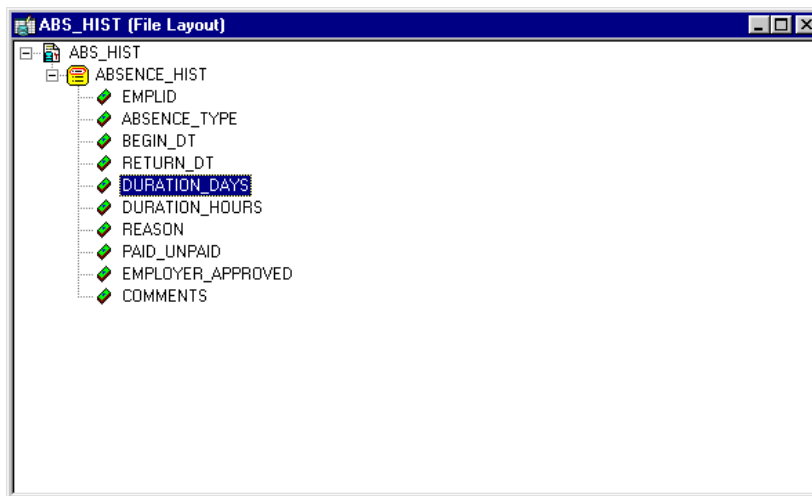 ABS_HIST (File Layout)
ABS_HIST
ABSENCE_HIST
EMPLID
ABSENCE_TYPE
BEGIN_DT
RETURN_DT
DURATION_DAYS
DURATION_HOURS
REASON
PAID_UNPAID
EMPLOYER_APPROVED
COMMENTS